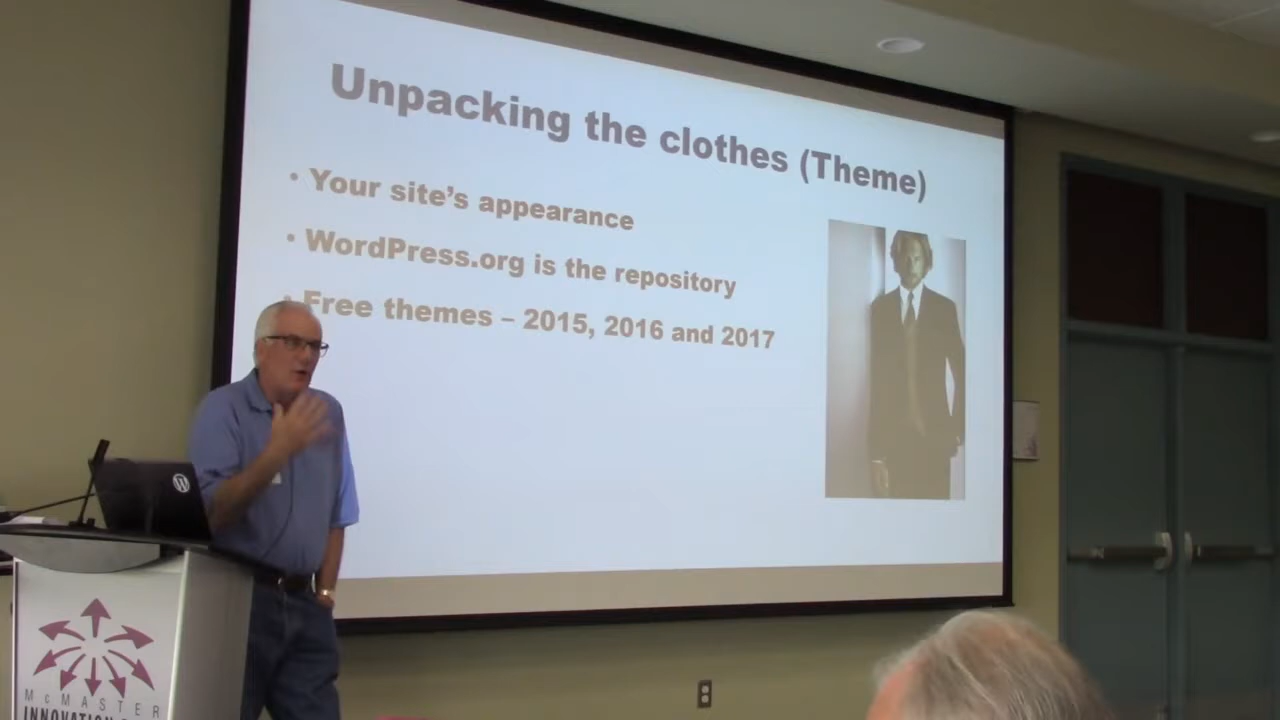 Unpacking the clothes (Theme)
• Your site's appearance
• WordPress.org is the repository
• Free themes – 2015, 2016 and 2017
McMASTER
INNOVATION